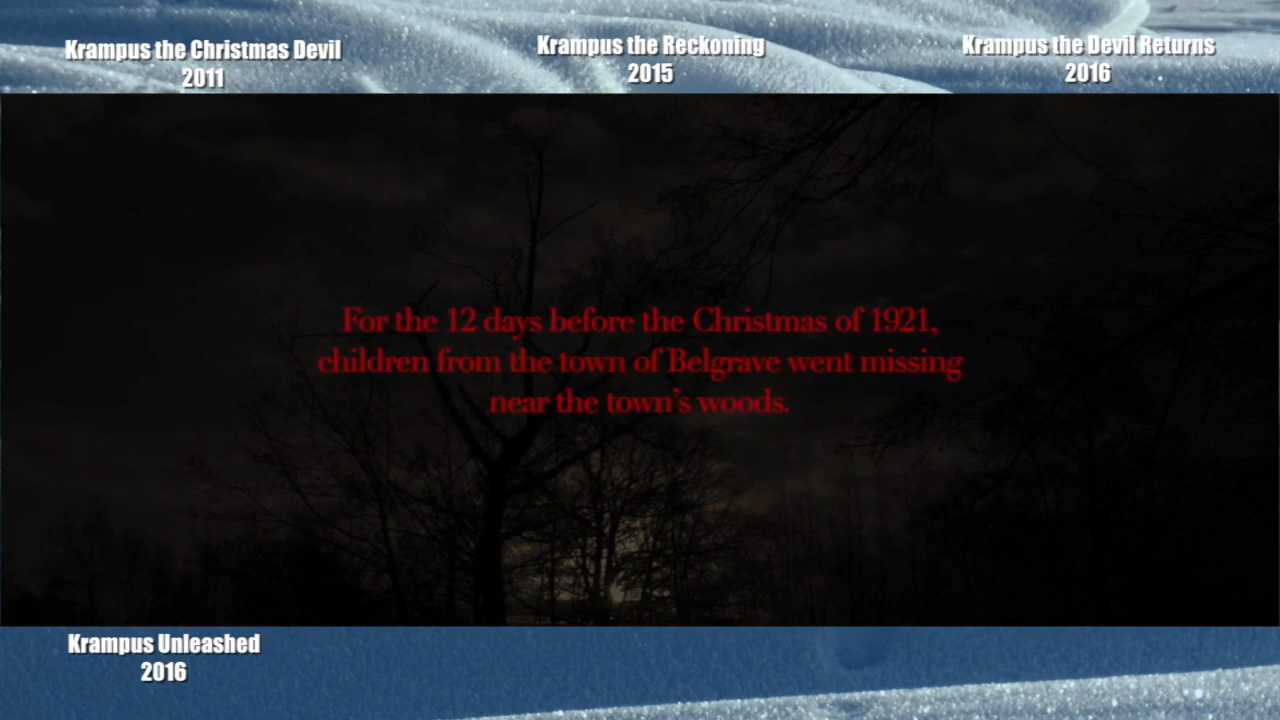 Krampus the Christmas Devil
2011
Krampus the Reckoning
2015
Krampus the Devil Returns
2016
For the 12 days before the Christmas of 1921,
children from the town of Belgrave went missing
near the town's woods.
Krampus Unleashed
2016